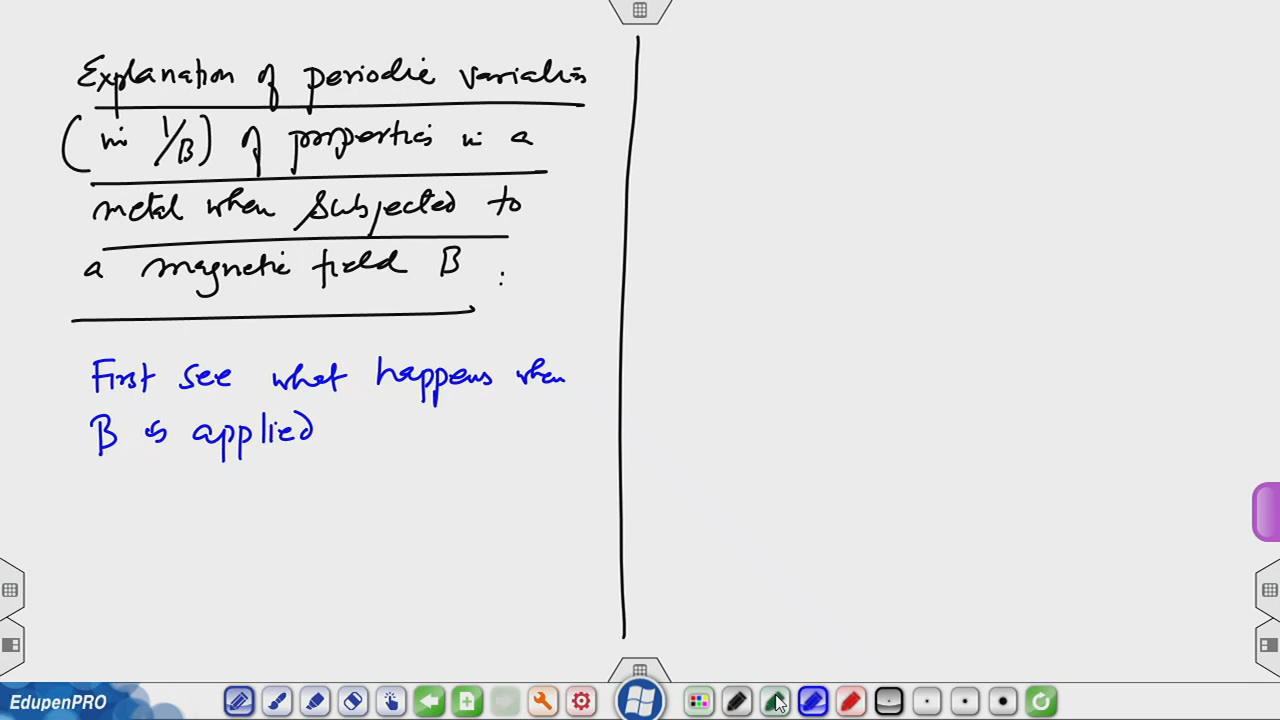 Explanation of periodic variations
(in 1/B) of properties in a
metal when subjected to
a magnetic field B :
First see what happens when
B is applied
EdupenPRO